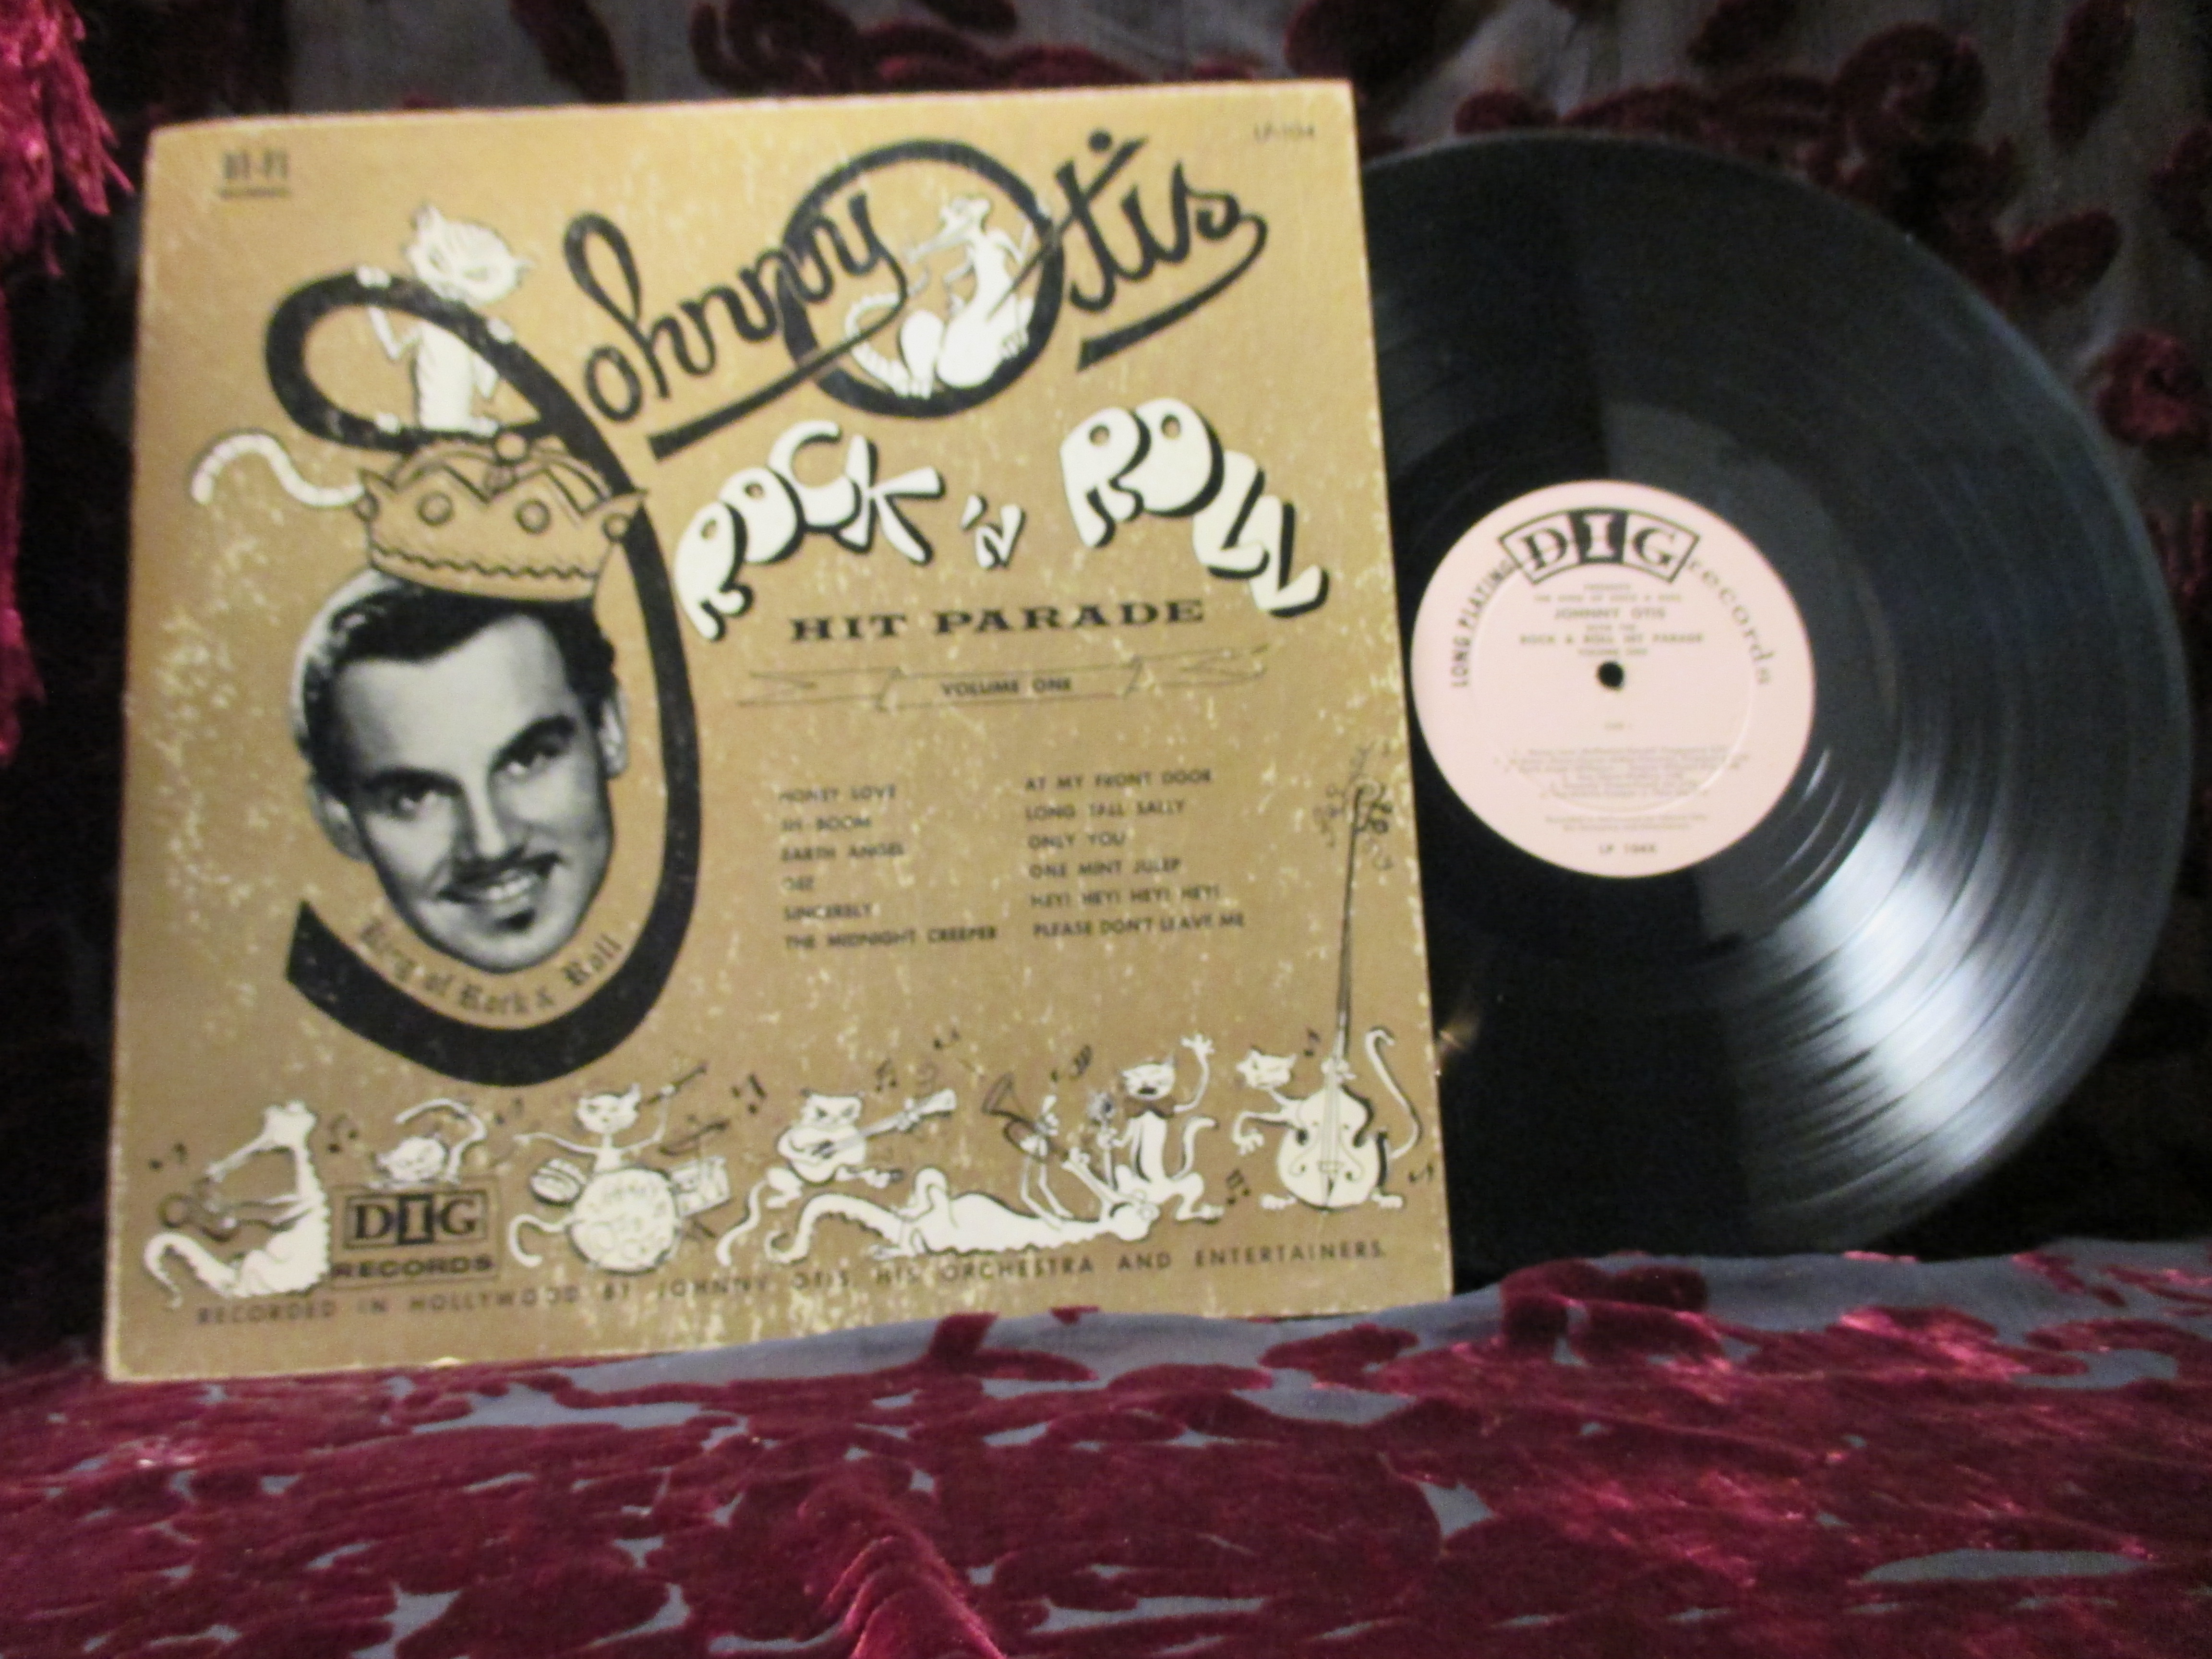 HI-FI
LP-104
Johnny Otis
ROCK 'N ROLL
HIT PARADE
VOLUME ONE
HONEY LOVE
SH BOOM
EARTH ANGEL
GEE
SINCERELY
THE MIDNIGHT CREEPER
AT MY FRONT DOOR
LONG TALL SALLY
ONLY YOU
ONE MINT JULEP
HEY! HEY! HEY! HEY!
PLEASE DON'T LEAVE ME
King of Rock & Roll
DIG
RECORDS
RECORDED IN HOLLYWOOD BY JOHNNY OTIS, HIS ORCHESTRA AND ENTERTAINERS.
LONG PLAYING DIG records
JOHNNY OTIS
ROCK & ROLL HIT PARADE
VOLUME ONE